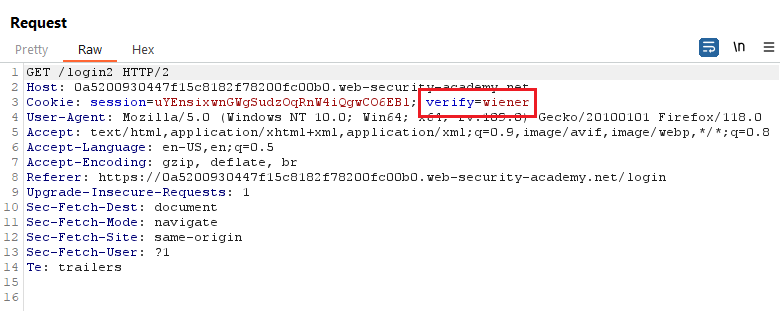 Request
Pretty Raw Hex
\n
1 GET /login2 HTTP/2
2 Host: 0a5200930447f15c8182f78200fc00b0.web-security-academy.net
3 Cookie: session=uYEnsixwnGWgSudzOqRnW4iQgwCO6EBl; verify=wiener
4 User-Agent: Mozilla/5.0 (Windows NT 10.0; Win64; x64; rv:109.0) Gecko/20100101 Firefox/118.0
5 Accept: text/html,application/xhtml+xml,application/xml;q=0.9,image/avif,image/webp,*/*;q=0.8
6 Accept-Language: en-US,en;q=0.5
7 Accept-Encoding: gzip, deflate, br
8 Referer: https://0a5200930447f15c8182f78200fc00b0.web-security-academy.net/login
9 Upgrade-Insecure-Requests: 1
10 Sec-Fetch-Dest: document
11 Sec-Fetch-Mode: navigate
12 Sec-Fetch-Site: same-origin
13 Sec-Fetch-User: ?1
14 Te: trailers
15
16